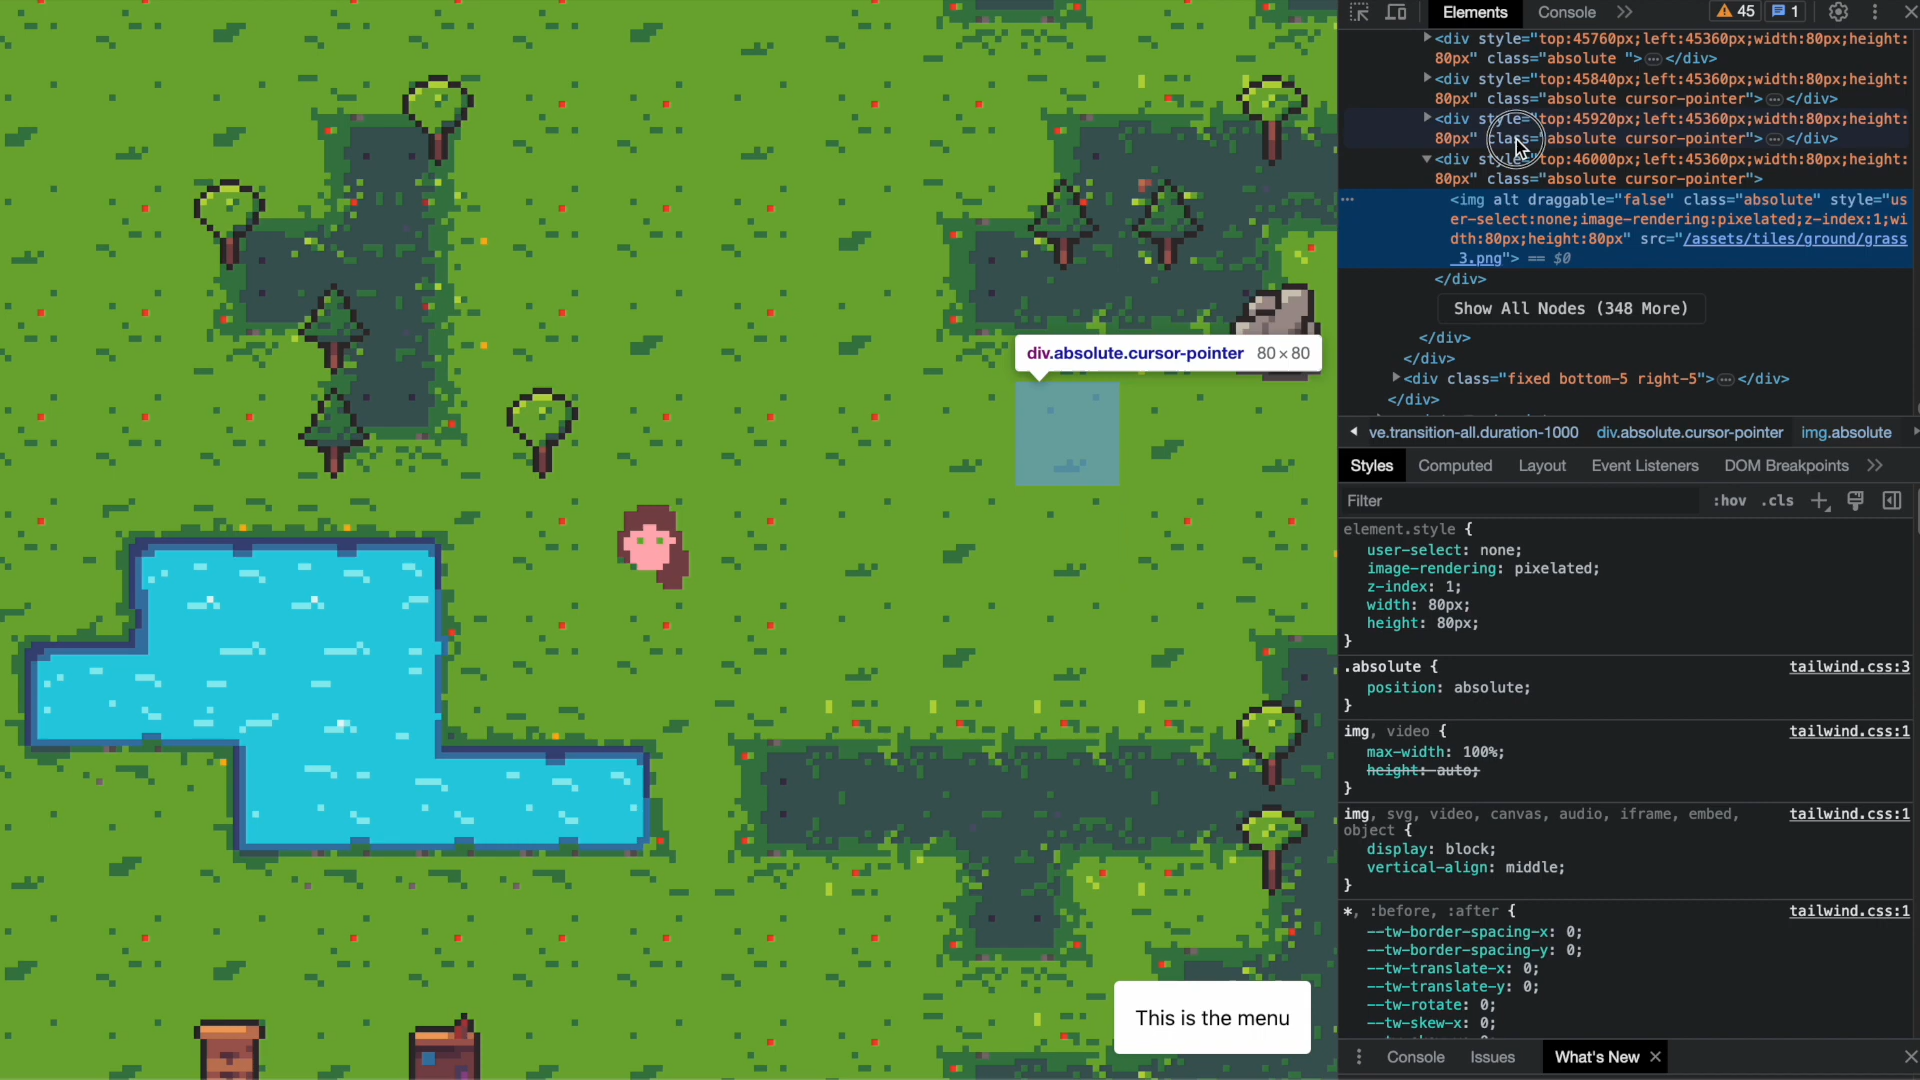 Elements Console 45 1
<div style="top:45760px;left:45360px;width:80px;height:
80px" class="absolute ">…</div>
<div style="top:45840px;left:45360px;width:80px;height:
80px" class="absolute cursor-pointer">…</div>
<div style="top:45920px;left:45360px;width:80px;height:
80px" class="absolute cursor-pointer">…</div>
<div style="top:46000px;left:45360px;width:80px;height:
80px" class="absolute cursor-pointer">
<img alt draggable="false" class="absolute" style="us
er-select:none;image-rendering:pixelated;z-index:1;wi
dth:80px;height:80px" src="/assets/tiles/ground/grass
_3.png"> == $0
</div>
Show All Nodes (348 More)
</div>
</div>
<div class="fixed bottom-5 right-5">…</div>
</div>
div.absolute.cursor-pointer 80×80
ve.transition-all.duration-1000 div.absolute.cursor-pointer img.absolute
Styles Computed Layout Event Listeners DOM Breakpoints
Filter :hov .cls
element.style {
user-select: none;
image-rendering: pixelated;
z-index: 1;
width: 80px;
height: 80px;
}
.absolute { tailwind.css:3
position: absolute;
}
img, video { tailwind.css:1
max-width: 100%;
height: auto;
}
img, svg, video, canvas, audio, iframe, embed, tailwind.css:1
object {
display: block;
vertical-align: middle;
}
*, :before, :after { tailwind.css:1
--tw-border-spacing-x: 0;
--tw-border-spacing-y: 0;
--tw-translate-x: 0;
--tw-translate-y: 0;
--tw-rotate: 0;
--tw-skew-x: 0;
This is the menu
Console Issues What's New